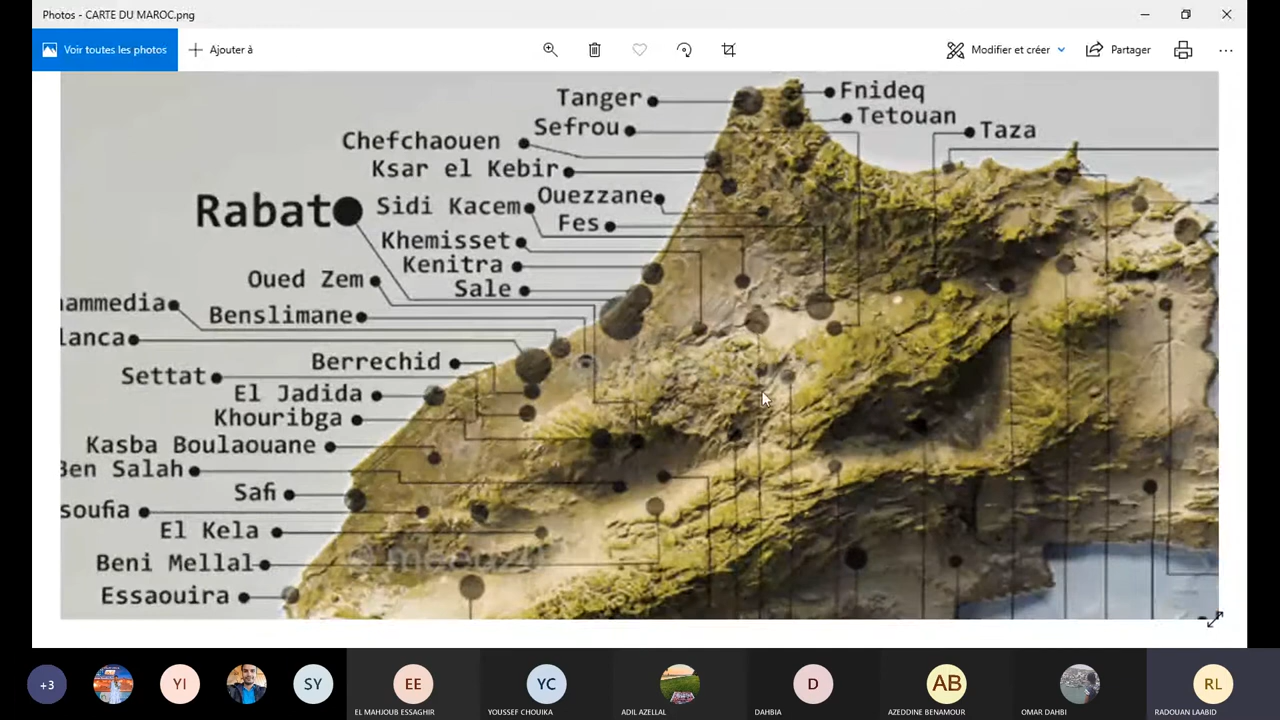 Photos - CARTE DU MAROC.png
Voir toutes les photos
Ajouter à
Modifier et créer
Partager
Tanger
Fnideq
Tetouan
Sefrou
Taza
Chefchaouen
Ksar el Kebir
Ouezzane
Rabat
Sidi Kacem
Fes
Khemisset
Kenitra
Oued Zem
Sale
ammedia
Benslimane
lanca
Berrechid
Settat
El Jadida
Khouribga
Kasba Boulaouane
Ben Salah
Safi
soufia
El Kela
Beni Mellal
Essaouira
+3
YI
SY
EE
EL MAHJOUB ESSAGHIR
YC
YOUSSEF CHOUIKA
ADIL AZELLAL
D
DAHBIA
AB
AZEDDINE BENAMOUR
OMAR DAHBI
RL
RADOUAN LAABID